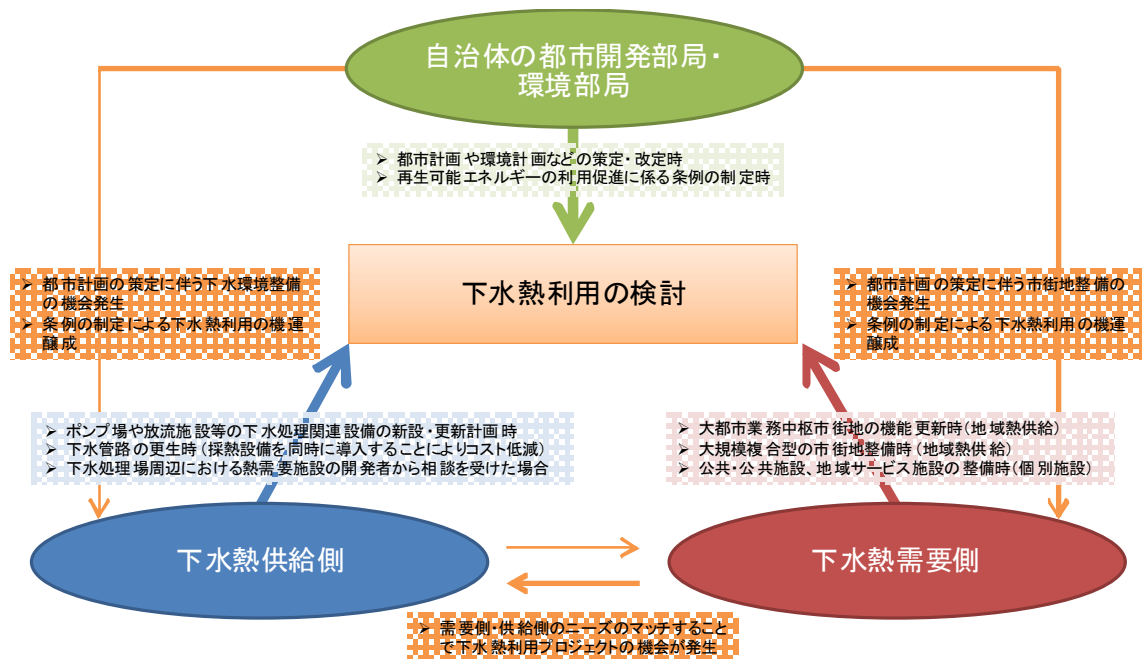 自治体の都市開発部局・
環境部局
➢ 都市計画や環境計画などの策定・改定時
➢ 再生可能エネルギーの利用促進に係る条例の制定時
下水熱利用の検討
➢ 都市計画の策定に伴う下水環境整備
の機会発生
➢ 条例の制定による下水熱利用の機運
醸成
➢ 都市計画の策定に伴う市街地整備の
機会発生
➢ 条例の制定による下水熱利用の機運
醸成
➢ ポンプ場や放流施設等の下水処理関連設備の新設・更新計画時
➢ 下水管路の更生時（採熱設備を同時に導入することによりコスト低減）
➢ 下水処理場周辺における熱需要施設の開発者から相談を受けた場合
➢ 大都市業務中枢市街地の機能更新時（地域熱供給）
➢ 大規模複合型の市街地整備時（地域熱供給）
➢ 公共・公共施設、地域サービス施設の整備時（個別施設）
下水熱供給側
下水熱需要側
➢ 需要側・供給側のニーズのマッチすること
で下水熱利用プロジェクトの機会が発生